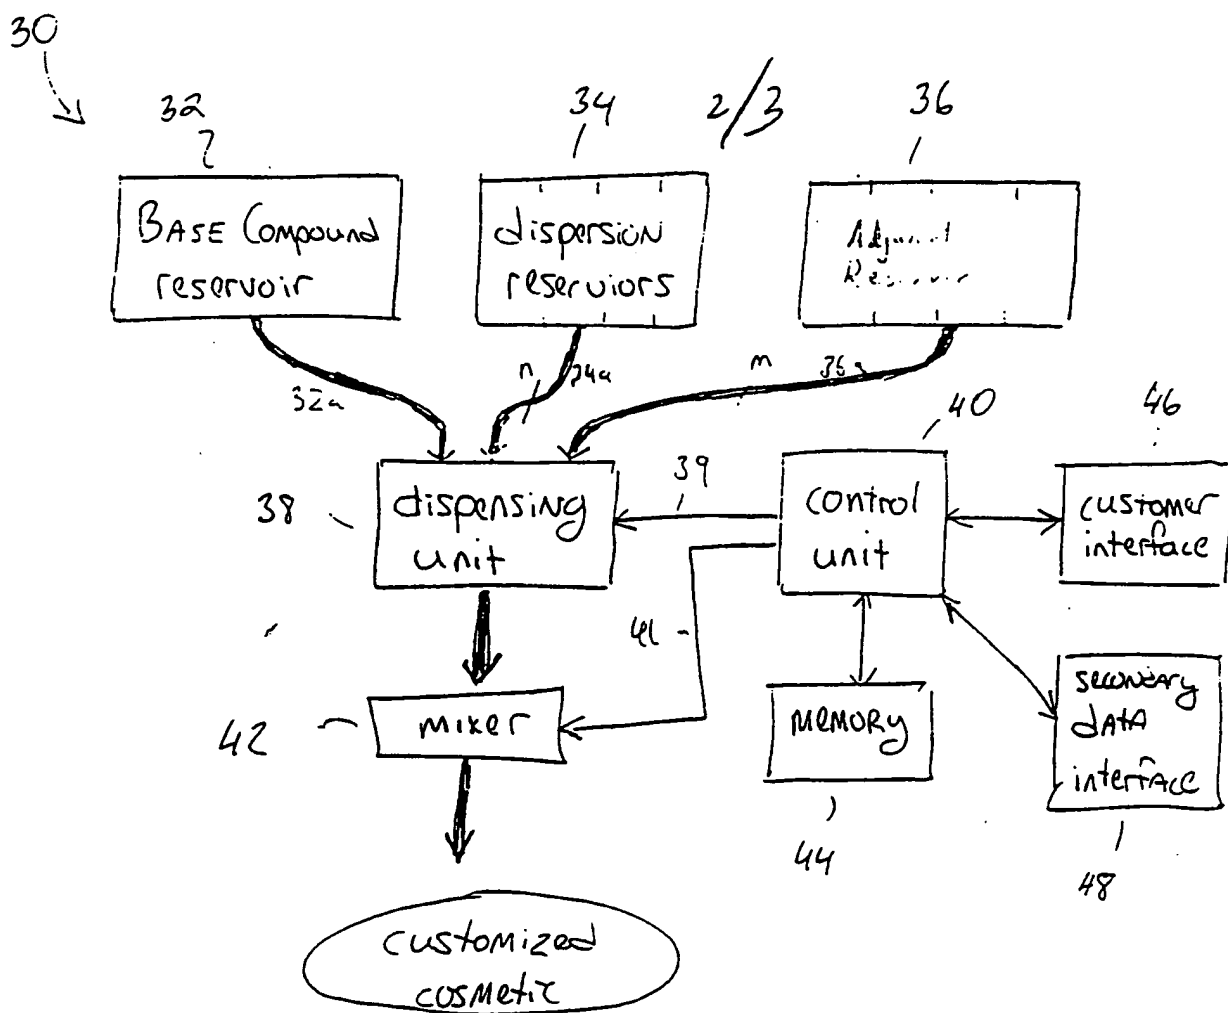 30
32
34
2/3
36
BASE Compound
reservoir
dispersion
reserviors
n
34a
m
32a
40
46
39
38
dispensing
unit
control
unit
customer
interface
41
42
mixer
MEMORY
secondary
DATA
interface
44
48
customized
cosmetic